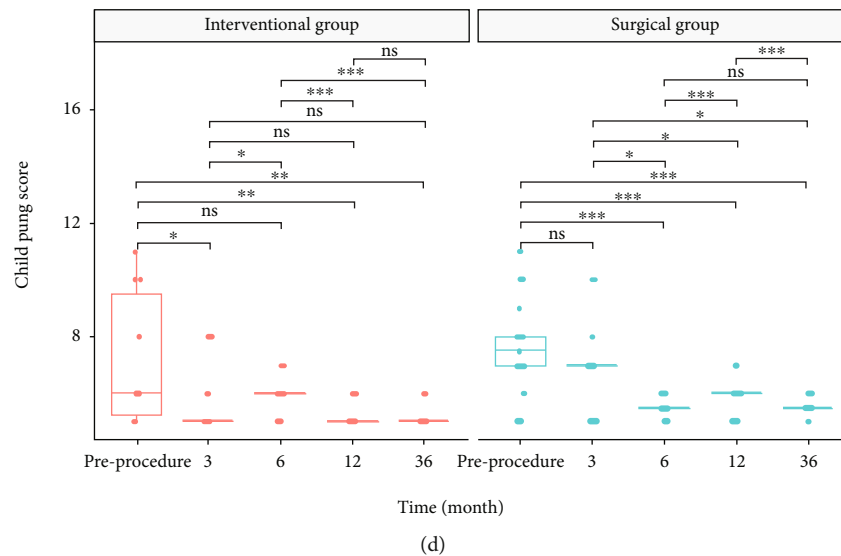 Interventional group Surgical group
ns ***
*** ns
*** ***
ns *
ns *
* *
** ***
** ***
ns ***
* ns
Child pung score
16
12
8
Pre-procedure 3 6 12 36 Pre-procedure 3 6 12 36
Time (month)
(d)